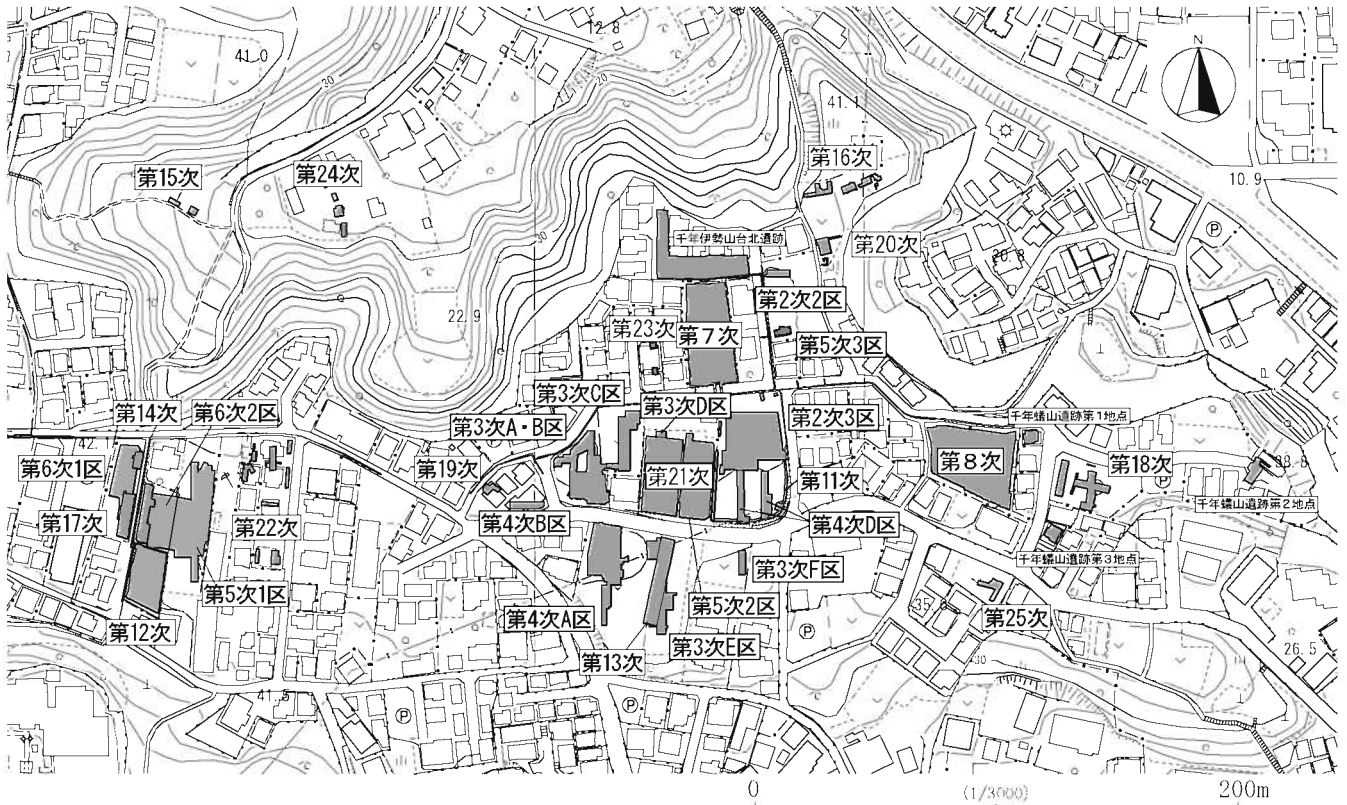 12.8
41.0
30
30
N
41.1
第16次
10.9
第15次
第24次
千年伊勢山台北遺跡
第20次
20.8
P
第2次2区
22.9
第23次
第7次
第5次3区
第3次C区
第14次
第6次2区
第3次D区
第2次3区
千年蟻山遺跡第1地点
第3次A・B区
42.
第6次1区
第19次
第21次
第8次
第18次
33.8
第11次
P
千年蟻山遺跡第2地点
第17次
第22次
第4次B区
第4次D区
千年蟻山遺跡第3地点
第3次F区
第5次1区
第5次2区
第4次A区
第25次
第12次
P
第3次E区
第13次
30
26.5
41.5
P
P
0
(1/3000)
200m